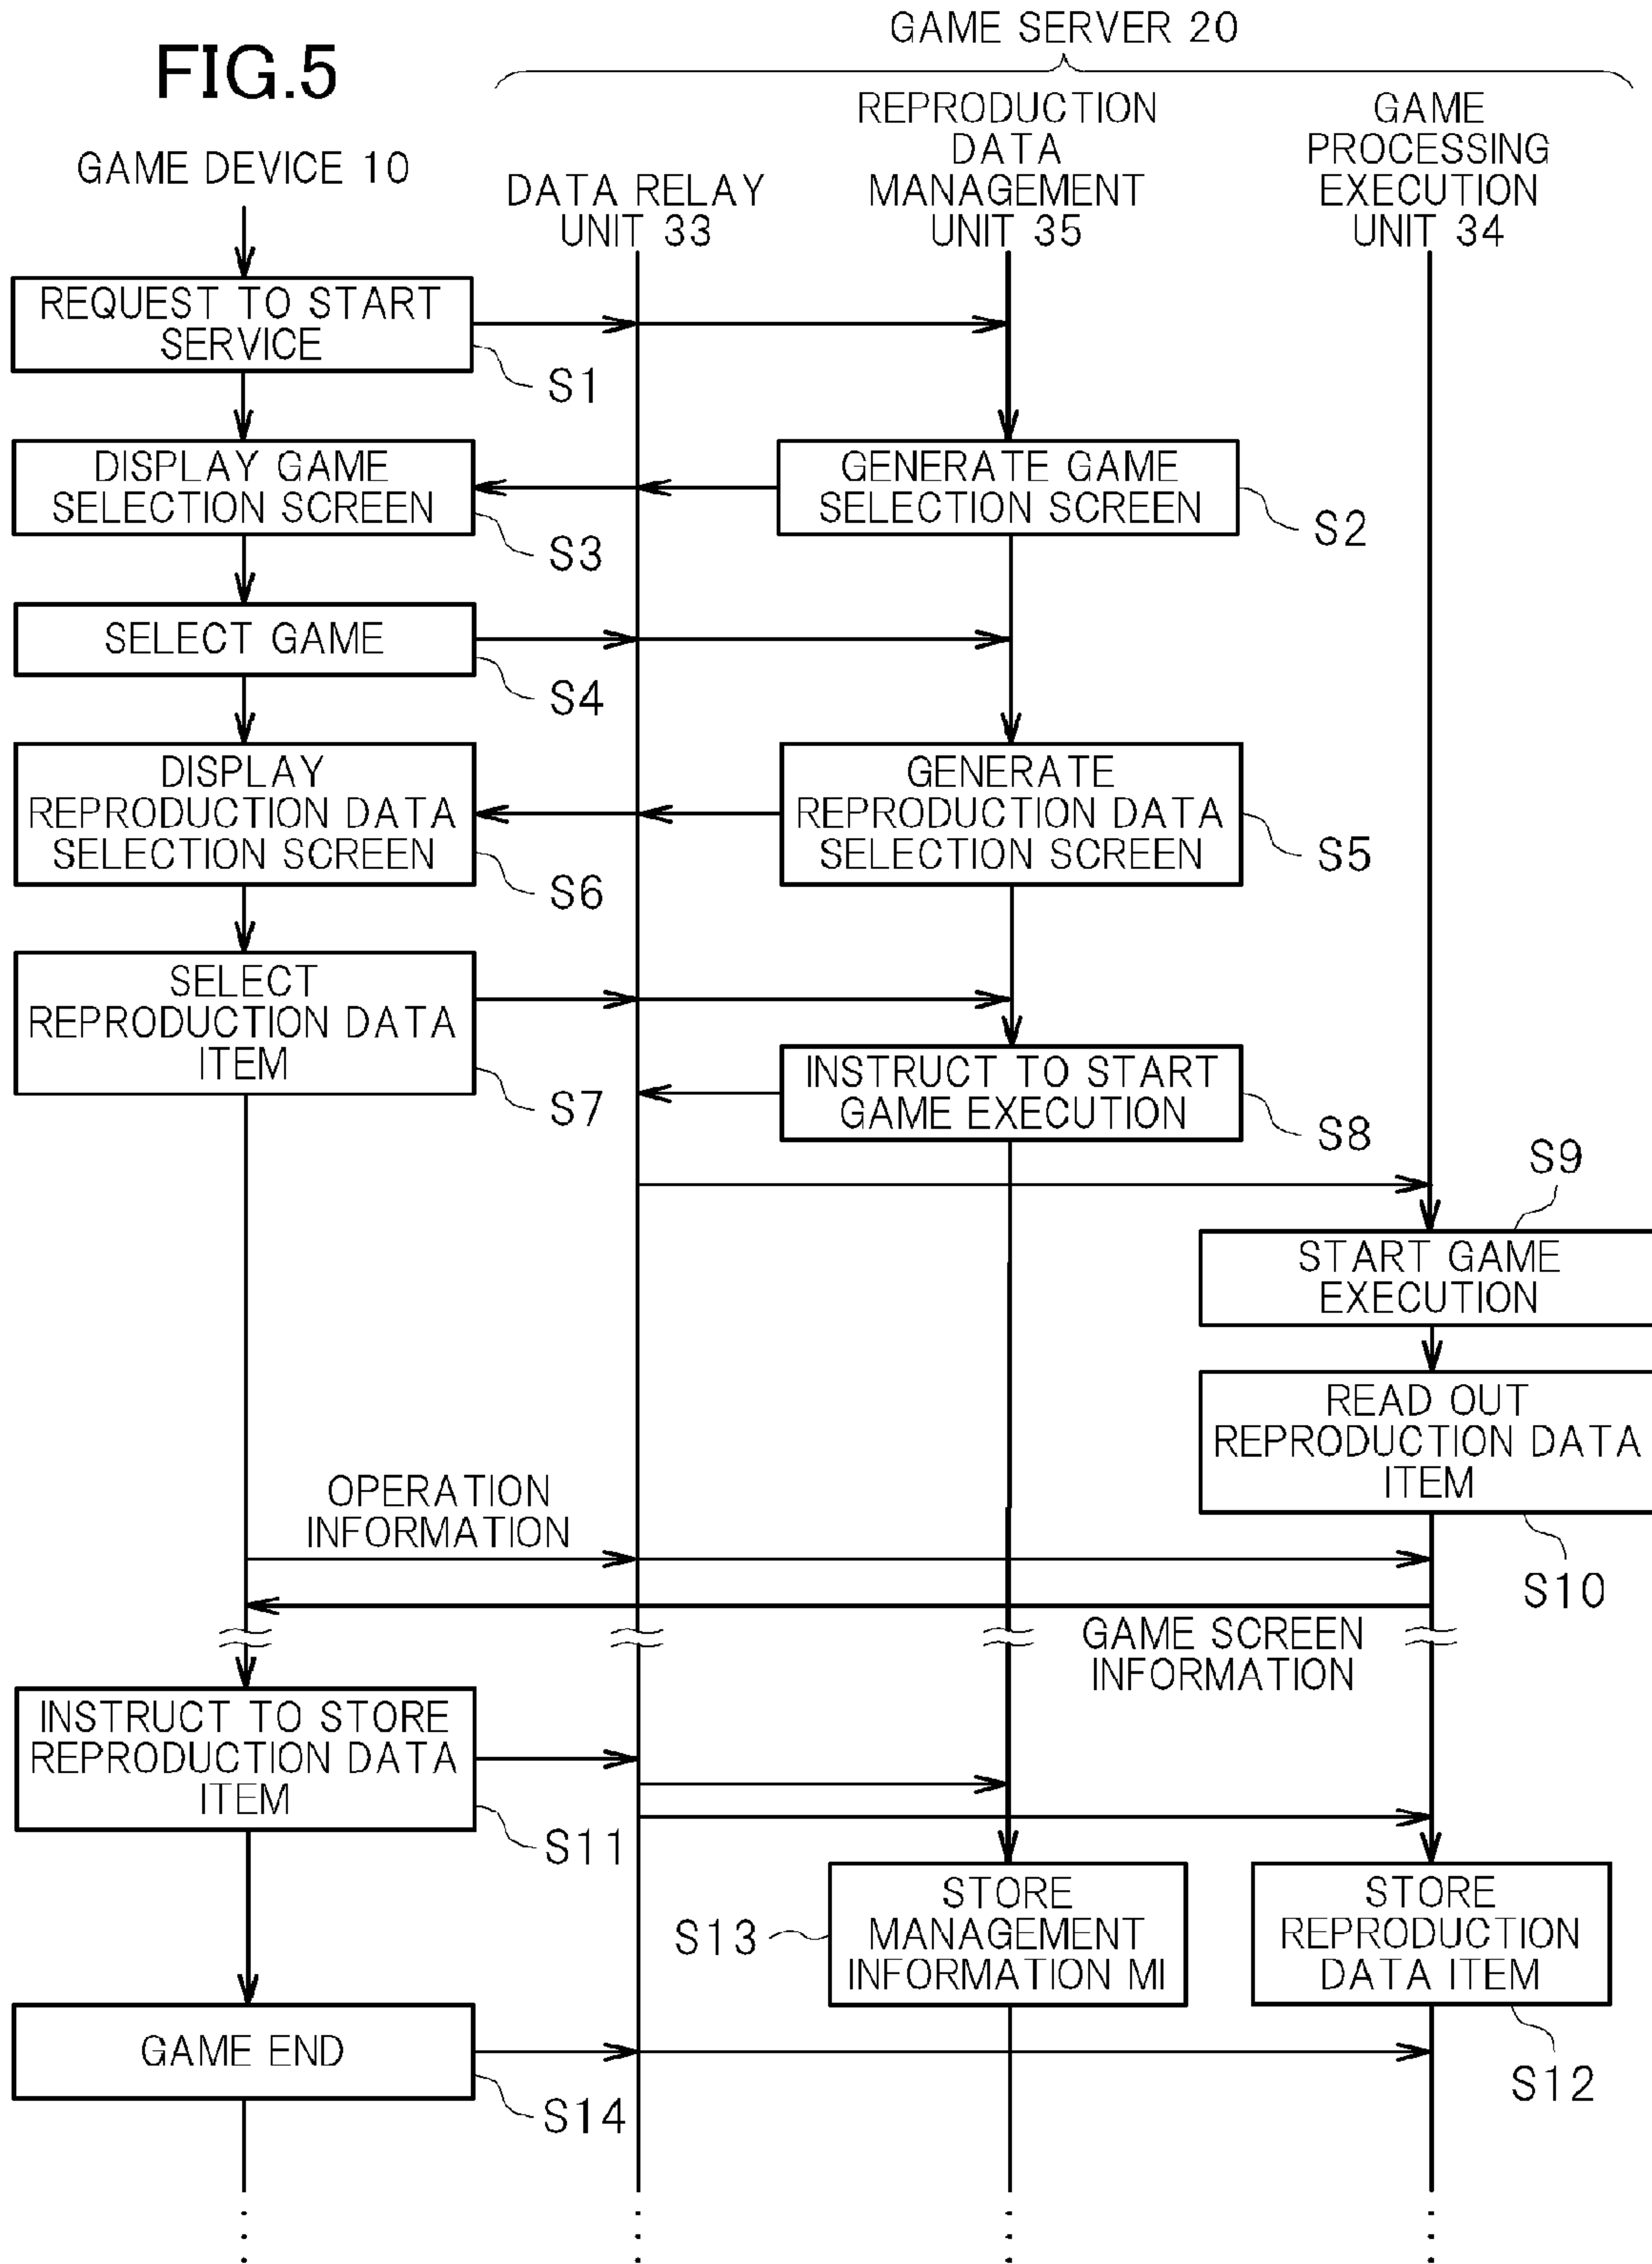 FIG.5
GAME SERVER 20
GAME DEVICE 10
DATA RELAY
UNIT 33
REPRODUCTION
DATA
MANAGEMENT
UNIT 35
GAME
PROCESSING
EXECUTION
UNIT 34
REQUEST TO START
SERVICE
S1
DISPLAY GAME
SELECTION SCREEN
S3
GENERATE GAME
SELECTION SCREEN
S2
SELECT GAME
S4
DISPLAY
REPRODUCTION DATA
SELECTION SCREEN
S6
GENERATE
REPRODUCTION DATA
SELECTION SCREEN
S5
SELECT
REPRODUCTION DATA
ITEM
S7
INSTRUCT TO START
GAME EXECUTION
S8
S9
START GAME
EXECUTION
READ OUT
REPRODUCTION DATA
ITEM
S10
OPERATION
INFORMATION
GAME SCREEN
INFORMATION
INSTRUCT TO STORE
REPRODUCTION DATA
ITEM
S11
S13
STORE
MANAGEMENT
INFORMATION MI
STORE
REPRODUCTION
DATA ITEM
S12
GAME END
S14